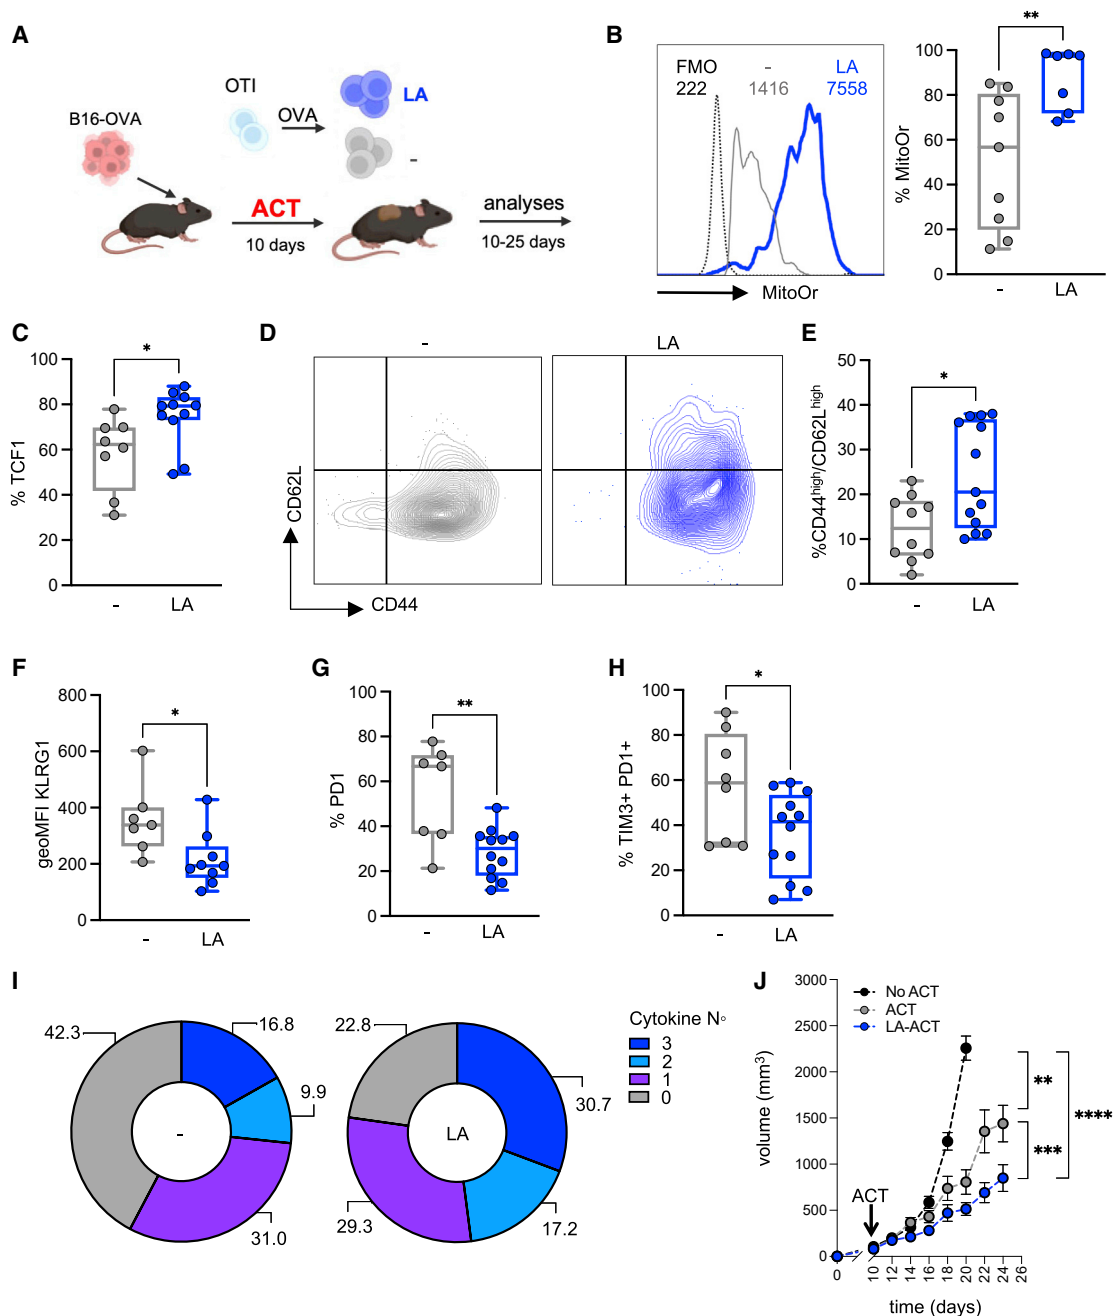 A
B16-OVA
OTI
OVA
LA
-
ACT
10 days
analyses
10-25 days
B
FMO - LA
222 1416 7558
MitoOr
**
% MitoOr
100
80
60
40
20
0
- LA
C
*
% TCF1
100
80
60
40
20
0
- LA
D
- LA
CD62L
CD44
E
*
%CD44high/CD62Lhigh
50
40
30
20
10
0
- LA
F
*
geoMFI KLRG1
800
600
400
200
0
- LA
G
**
% PD1
100
80
60
40
20
0
- LA
H
*
% TIM3+ PD1+
100
80
60
40
20
0
- LA
I
42.3
16.8
9.9
31.0
-
22.8
30.7
17.2
29.3
LA
Cytokine N°
3
2
1
0
J
No ACT
ACT
LA-ACT
volume (mm3)
3000
2500
2000
1500
1000
500
0
ACT
**
***
****
0 10 12 14 16 18 20 22 24 26
time (days)